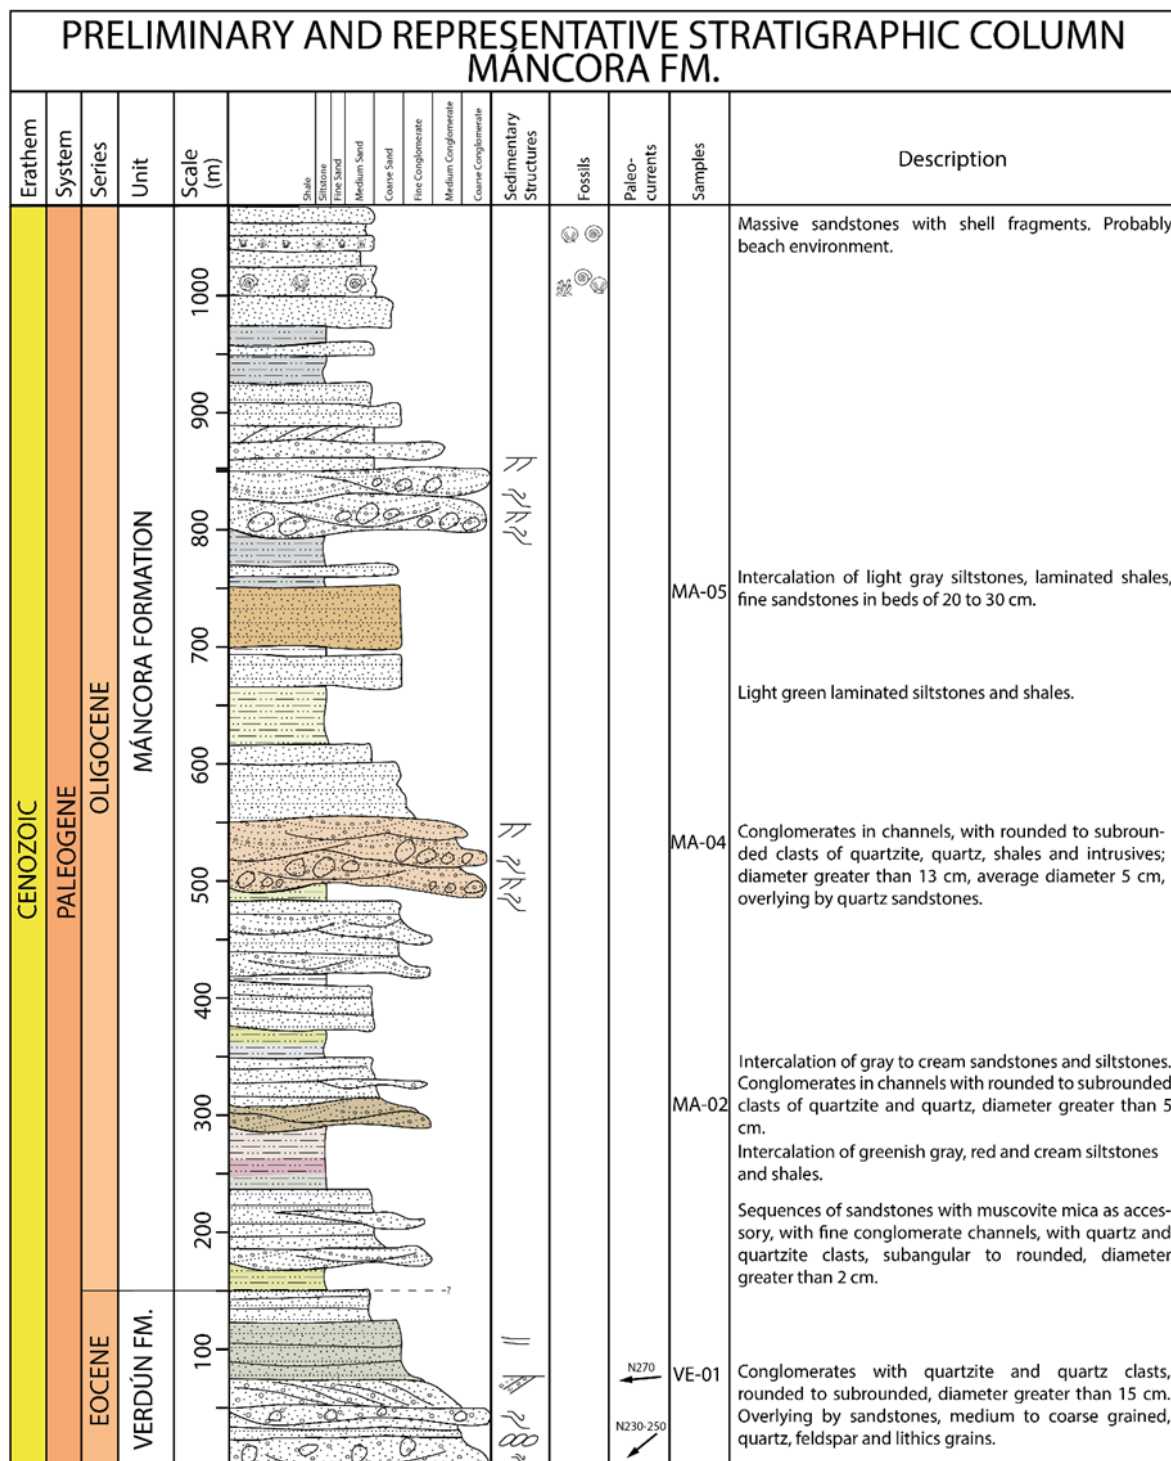 PRELIMINARY AND REPRESENTATIVE STRATIGRAPHIC COLUMN
MÁNCORA FM.
Erathem
System
Series
Unit
Scale
(m)
Shale
Siltstone
Fine Sand
Medium Sand
Coarse Sand
Fine Conglomerate
Medium Conglomerate
Coarse Conglomerate
Sedimentary
Structures
Fossils
Paleo-
currents
Samples
Description
CENOZOIC
PALEOGENE
OLIGOCENE
EOCENE
MÁNCORA FORMATION
VERDÚN FM.
1000
900
800
700
600
500
400
300
200
100
?
N270
N230-250
MA-05
MA-04
MA-02
VE-01
Massive sandstones with shell fragments. Probably
beach environment.
Intercalation of light gray siltstones, laminated shales,
fine sandstones in beds of 20 to 30 cm.
Light green laminated siltstones and shales.
Conglomerates in channels, with rounded to subroun-
ded clasts of quartzite, quartz, shales and intrusives;
diameter greater than 13 cm, average diameter 5 cm,
overlying by quartz sandstones.
Intercalation of gray to cream sandstones and siltstones.
Conglomerates in channels with rounded to subrounded
clasts of quartzite and quartz, diameter greater than 5
cm.
Intercalation of greenish gray, red and cream siltstones
and shales.
Sequences of sandstones with muscovite mica as acces-
sory, with fine conglomerate channels, with quartz and
quartzite clasts, subangular to rounded, diameter
greater than 2 cm.
Conglomerates with quartzite and quartz clasts,
rounded to subrounded, diameter greater than 15 cm.
Overlying by sandstones, medium to coarse grained,
quartz, feldspar and lithics grains.